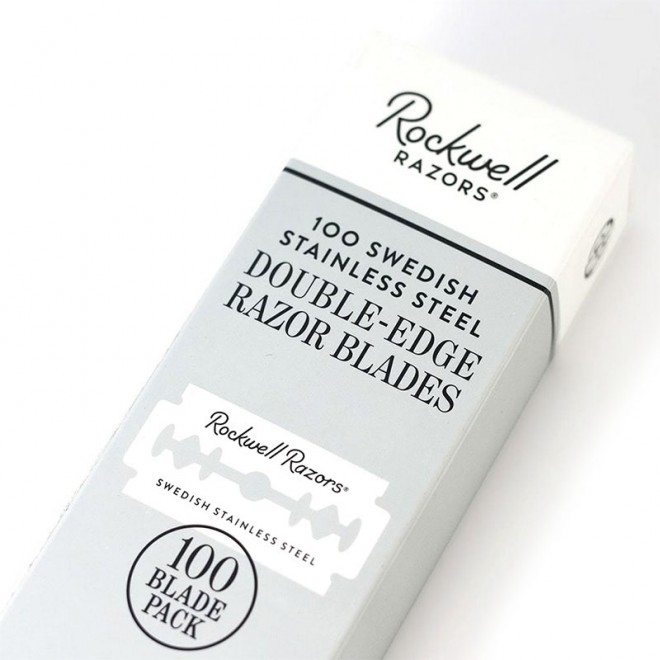 Rockwell
RAZORS®
100 SWEDISH
STAINLESS STEEL
DOUBLE-EDGE
RAZOR BLADES
Rockwell Razors®
SWEDISH STAINLESS STEEL
100
BLADE
PACK